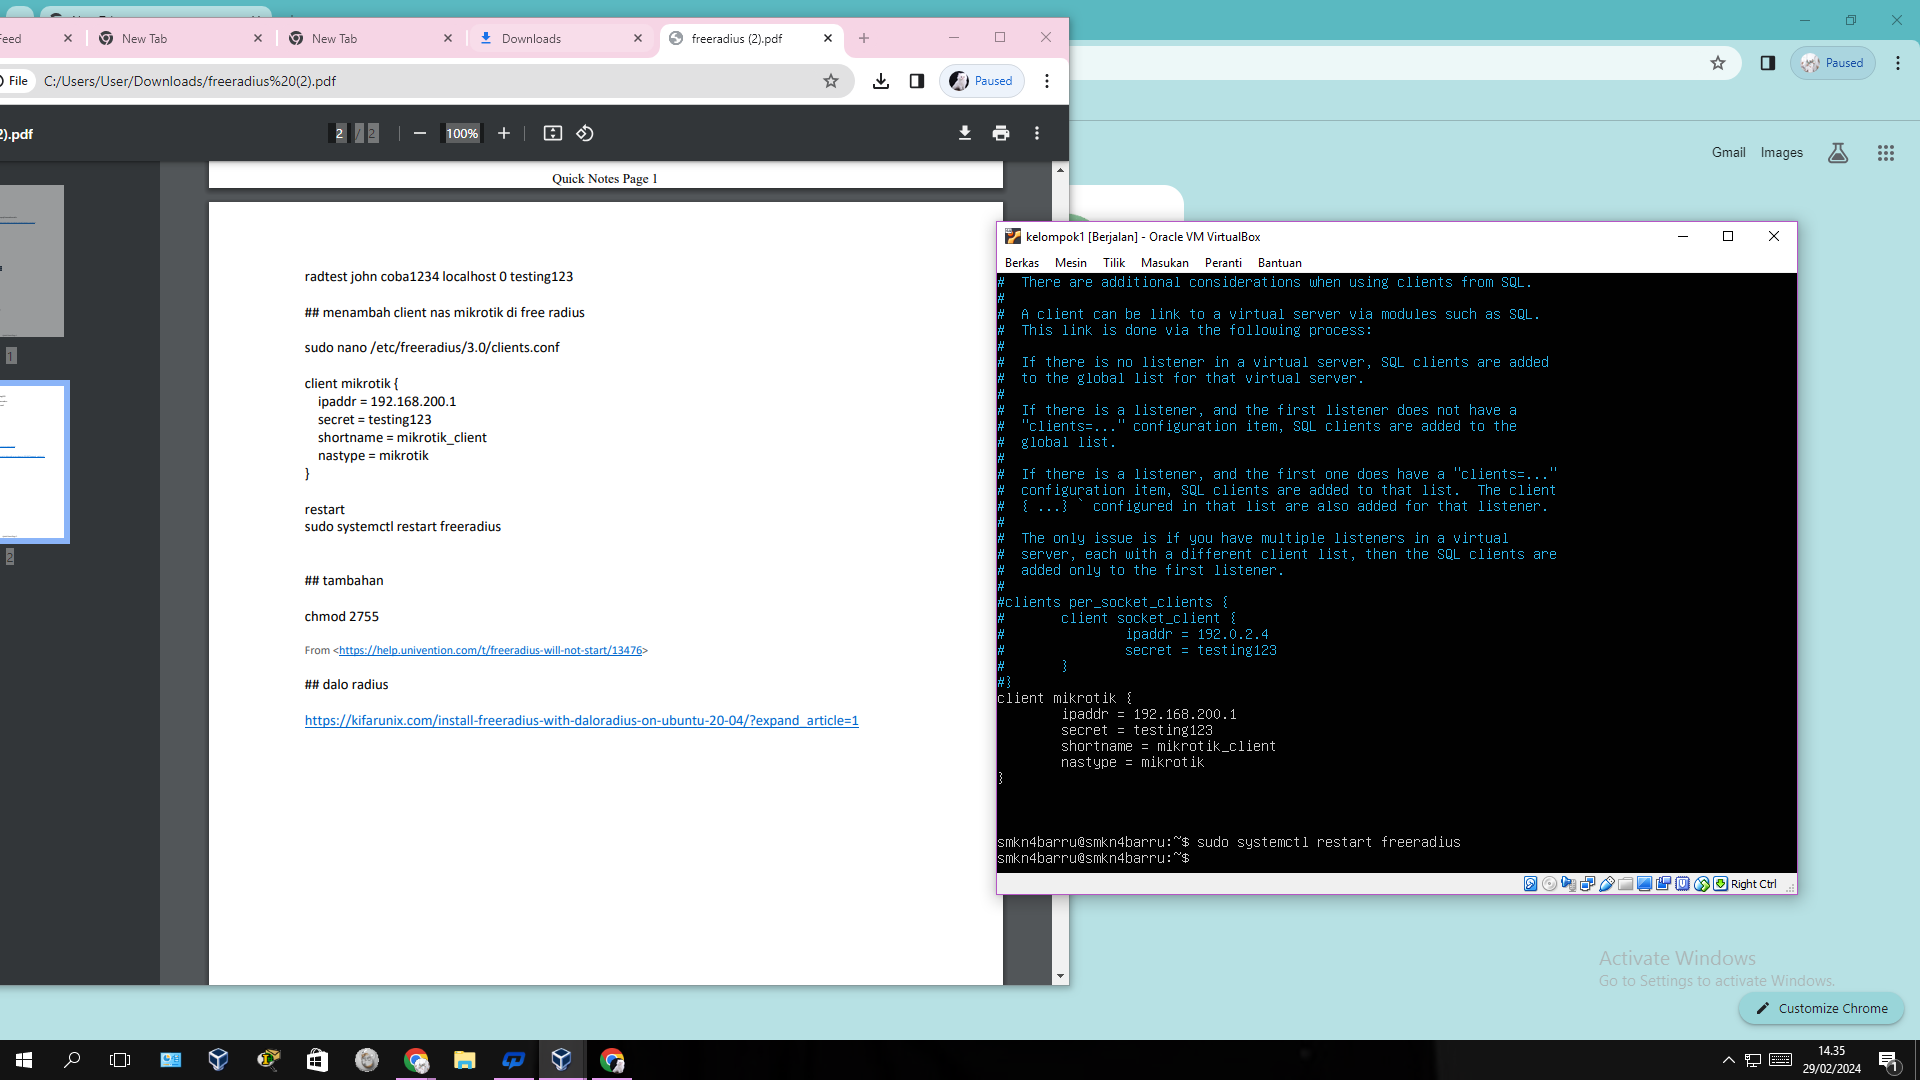 Feed
New Tab
New Tab
Downloads
freeradius (2).pdf
File
C:/Users/User/Downloads/freeradius%20(2).pdf
Paused
Paused
2).pdf
2 / 2
100%
Gmail
Images
1
2
Quick Notes Page 1
radtest john coba1234 localhost 0 testing123
## menambah client nas mikrotik di free radius
sudo nano /etc/freeradius/3.0/clients.conf
client mikrotik {
ipaddr = 192.168.200.1
secret = testing123
shortname = mikrotik_client
nastype = mikrotik
}
restart
sudo systemctl restart freeradius
## tambahan
chmod 2755
From <https://help.univention.com/t/freeradius-will-not-start/13476>
## dalo radius
https://kifarunix.com/install-freeradius-with-daloradius-on-ubuntu-20-04/?expand_article=1
kelompok1 [Berjalan] - Oracle VM VirtualBox
Berkas Mesin Tilik Masukan Peranti Bantuan
# There are additional considerations when using clients from SQL.
#
# A client can be link to a virtual server via modules such as SQL.
# This link is done via the following process:
#
# If there is no listener in a virtual server, SQL clients are added
# to the global list for that virtual server.
#
# If there is a listener, and the first listener does not have a
# "clients=..." configuration item, SQL clients are added to the
# global list.
#
# If there is a listener, and the first one does have a "clients=..."
# configuration item, SQL clients are added to that list. The client
# { ...} ` configured in that list are also added for that listener.
#
# The only issue is if you have multiple listeners in a virtual
# server, each with a different client list, then the SQL clients are
# added only to the first listener.
#
#clients per_socket_clients {
# client socket_client {
# ipaddr = 192.0.2.4
# secret = testing123
# }
#}
client mikrotik {
ipaddr = 192.168.200.1
secret = testing123
shortname = mikrotik_client
nastype = mikrotik
}
smkn4barru@smkn4barru:~$ sudo systemctl restart freeradius
smkn4barru@smkn4barru:~$
Right Ctrl
Activate Windows
Go to Settings to activate Windows.
Customize Chrome
14.35
29/02/2024
1